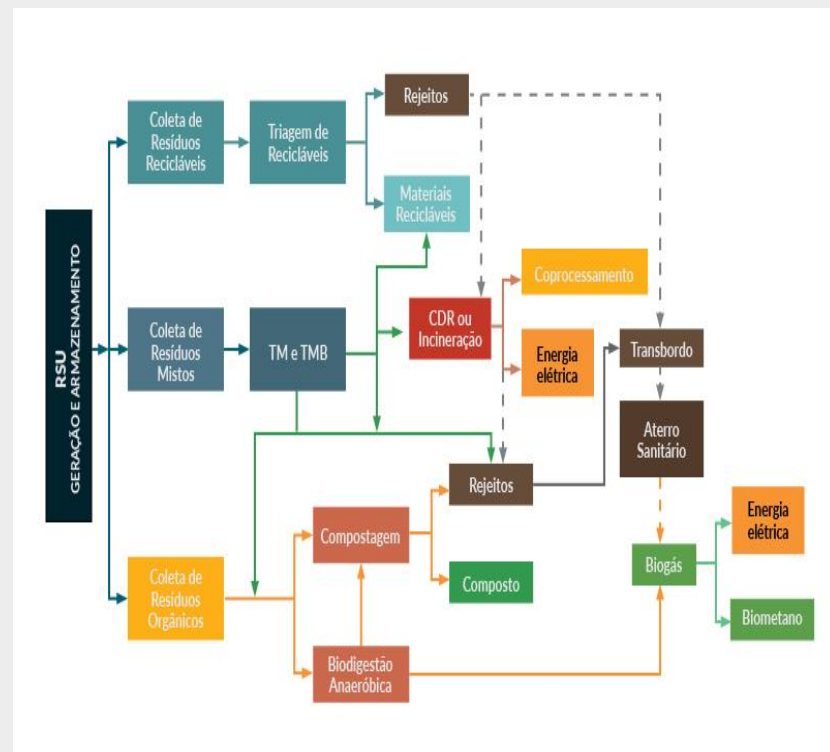 RSU
GERAÇÃO E ARMAZENAMENTO
Coleta de
Resíduos
Recicláveis
Triagem de
Recicláveis
Rejeitos
Materiais
Recicláveis
Coleta de
Resíduos
Mistos
TM e TMB
CDR ou
Incineração
Coprocessamento
Energia
elétrica
Transbordo
Aterro
Sanitário
Rejeitos
Compostagem
Composto
Coleta de
Resíduos
Orgânicos
Biodigestão
Anaeróbica
Biogás
Energia
elétrica
Biometano